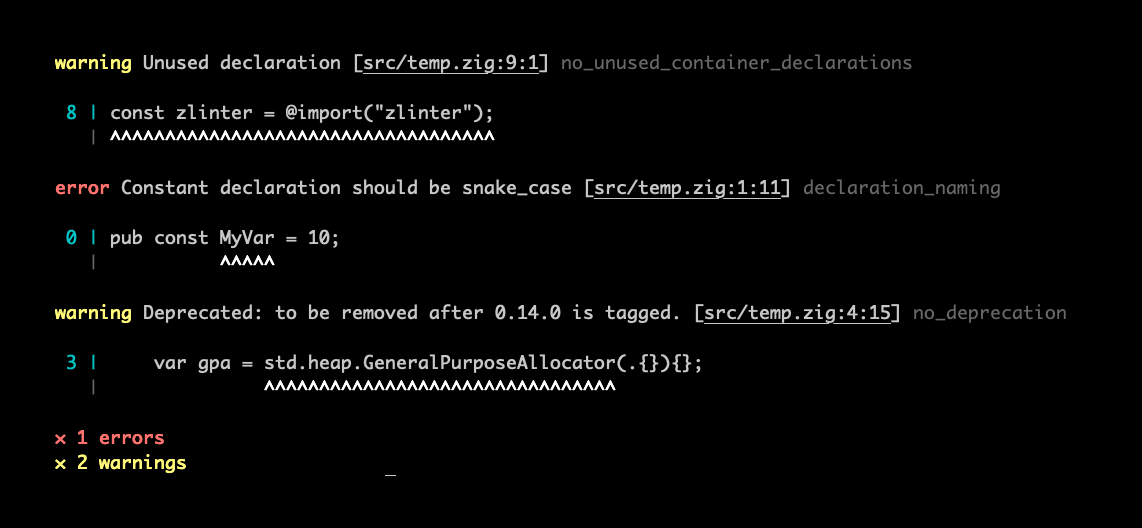 warning Unused declaration [src/temp.zig:9:1] no_unused_container_declarations
8 | const zlinter = @import("zlinter");
| ^^^^^^^^^^^^^^^^^^^^^^^^^^^^^^^^^^^
error Constant declaration should be snake_case [src/temp.zig:1:11] declaration_naming
0 | pub const MyVar = 10;
|           ^^^^^
warning Deprecated: to be removed after 0.14.0 is tagged. [src/temp.zig:4:15] no_deprecation
3 |     var gpa = std.heap.GeneralPurposeAllocator(.{}){};
|               ^^^^^^^^^^^^^^^^^^^^^^^^^^^^^^^^
x 1 errors
x 2 warnings
_